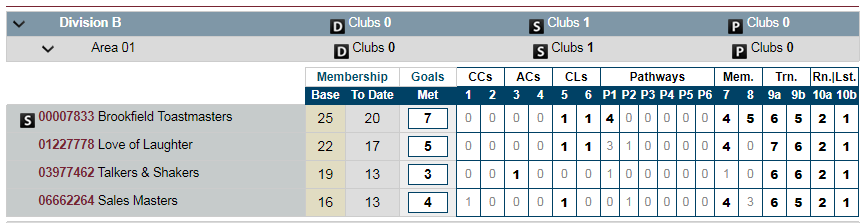 Division B D Clubs 0 S Clubs 1 P Clubs 0
Area 01 D Clubs 0 S Clubs 1 P Clubs 0
Membership Goals CCs ACs CLs Pathways Mem. Trn. Rn.|Lst.
Base To Date Met 1 2 3 4 5 6 P1 P2 P3 P4 P5 P6 7 8 9a 9b 10a 10b
S 00007833 Brookfield Toastmasters 25 20 7 0 0 0 0 1 1 4 0 0 0 0 0 4 5 6 5 2 1
01227778 Love of Laughter 22 17 5 0 0 0 0 1 1 3 1 0 0 0 0 4 0 7 6 2 1
03977462 Talkers & Shakers 19 13 3 0 0 1 0 0 0 1 0 0 0 0 0 1 0 6 6 2 1
06662264 Sales Masters 16 13 4 1 0 0 0 1 0 0 1 0 0 0 0 4 3 6 6 2 1